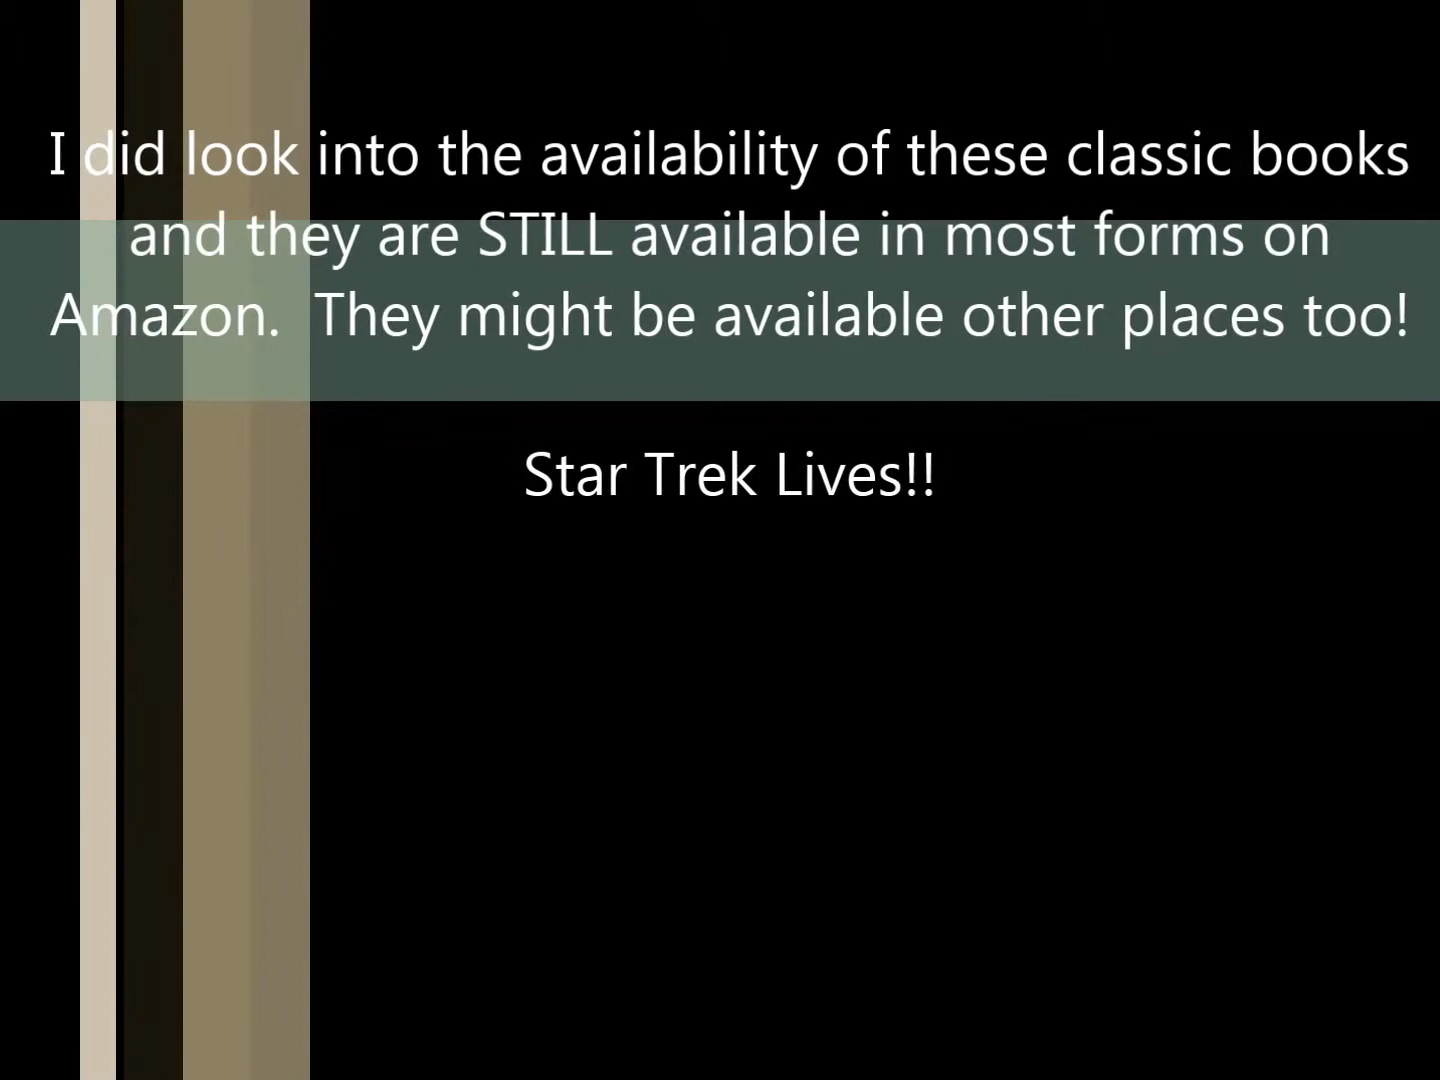 I did look into the availability of these classic books
and they are STILL available in most forms on
Amazon.  They might be available other places too!
Star Trek Lives!!